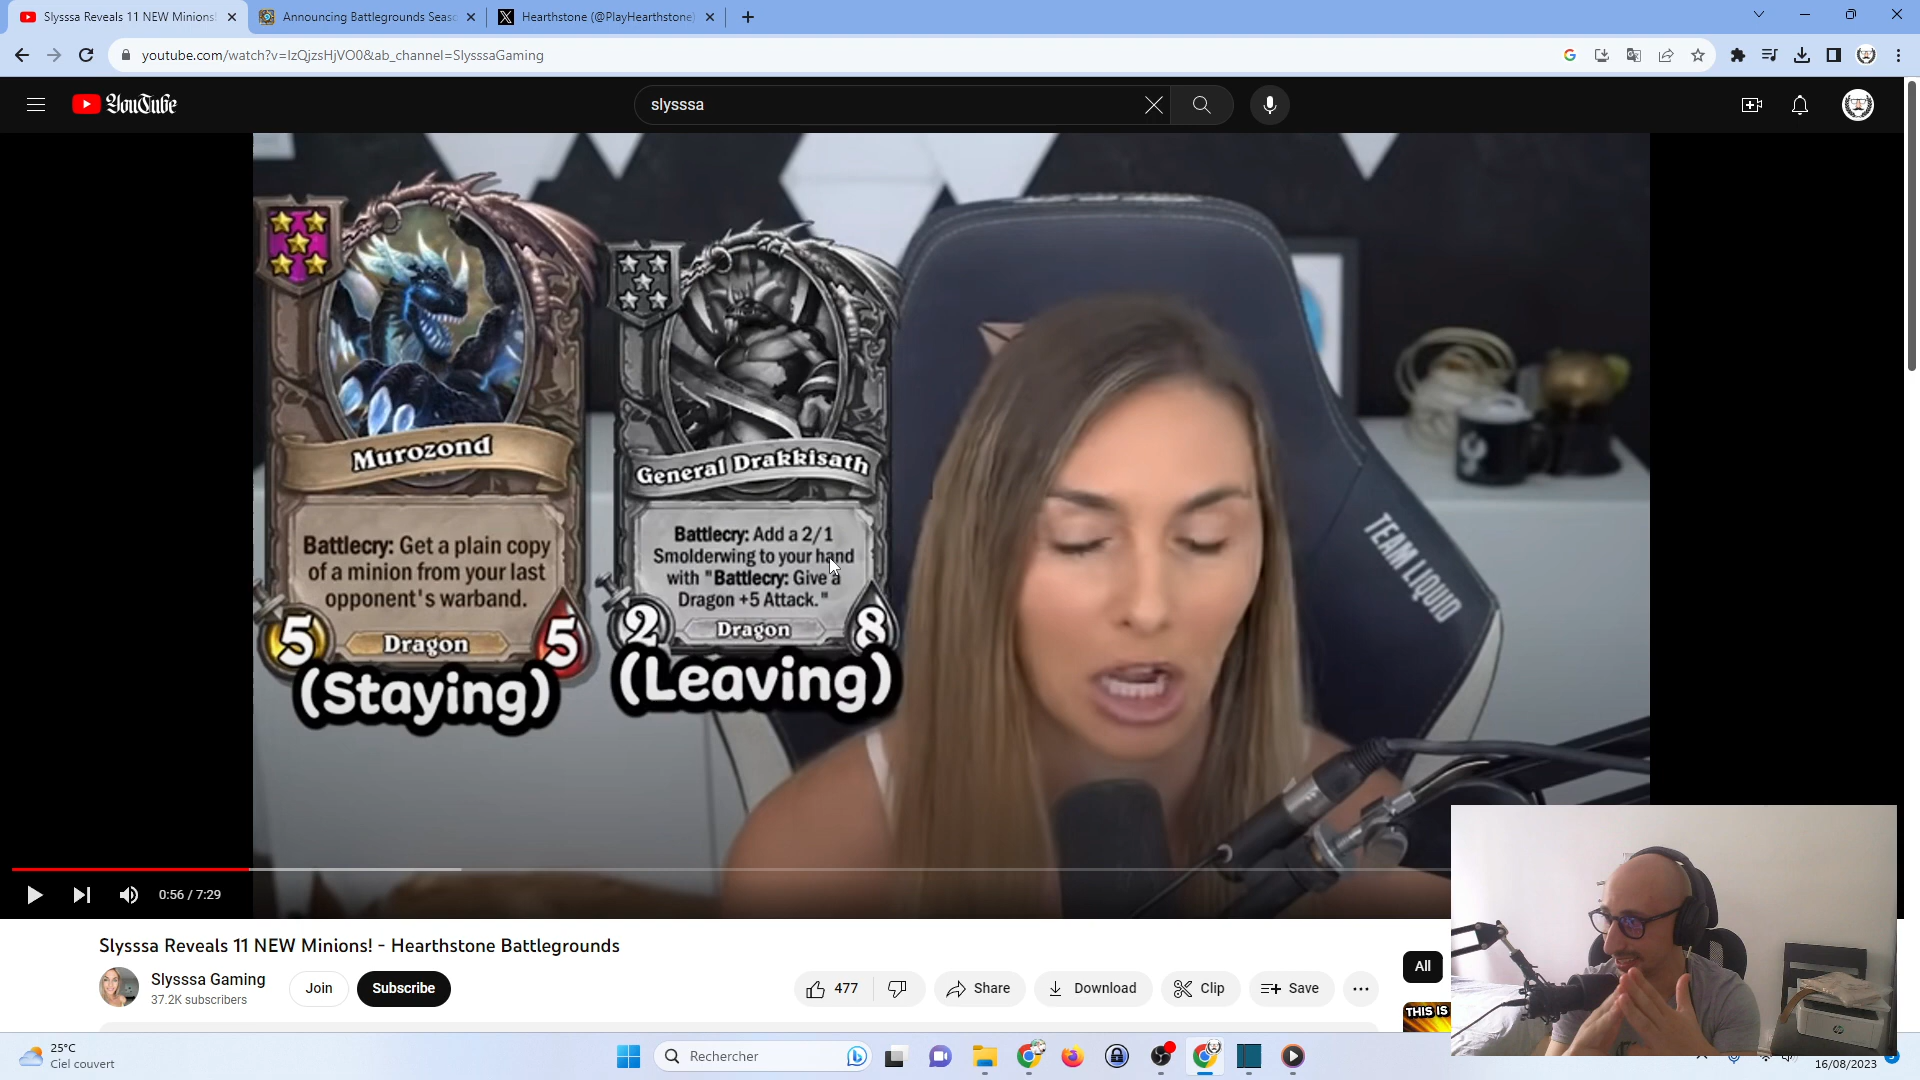 Slysssa Reveals 11 NEW Minions!
Announcing Battlegrounds Seaso
Hearthstone (@PlayHearthstone)
youtube.com/watch?v=IzQjzsHjVO0&ab_channel=SlysssaGaming
YouTube
slysssa
Murozond
Battlecry: Get a plain copy
of a minion from your last
opponent's warband.
5
Dragon
5
(Staying)
General Drakkisath
Battlecry: Add a 2/1
Smolderwing to your hand
with "Battlecry: Give a
Dragon +5 Attack."
2
Dragon
8
(Leaving)
TEAM LIQUID
0:56 / 7:29
Slysssa Reveals 11 NEW Minions! - Hearthstone Battlegrounds
Slysssa Gaming
37.2K subscribers
Join
Subscribe
477
Share
Download
Clip
Save
All
THIS IS
25°C
Ciel couvert
Rechercher
16/08/2023